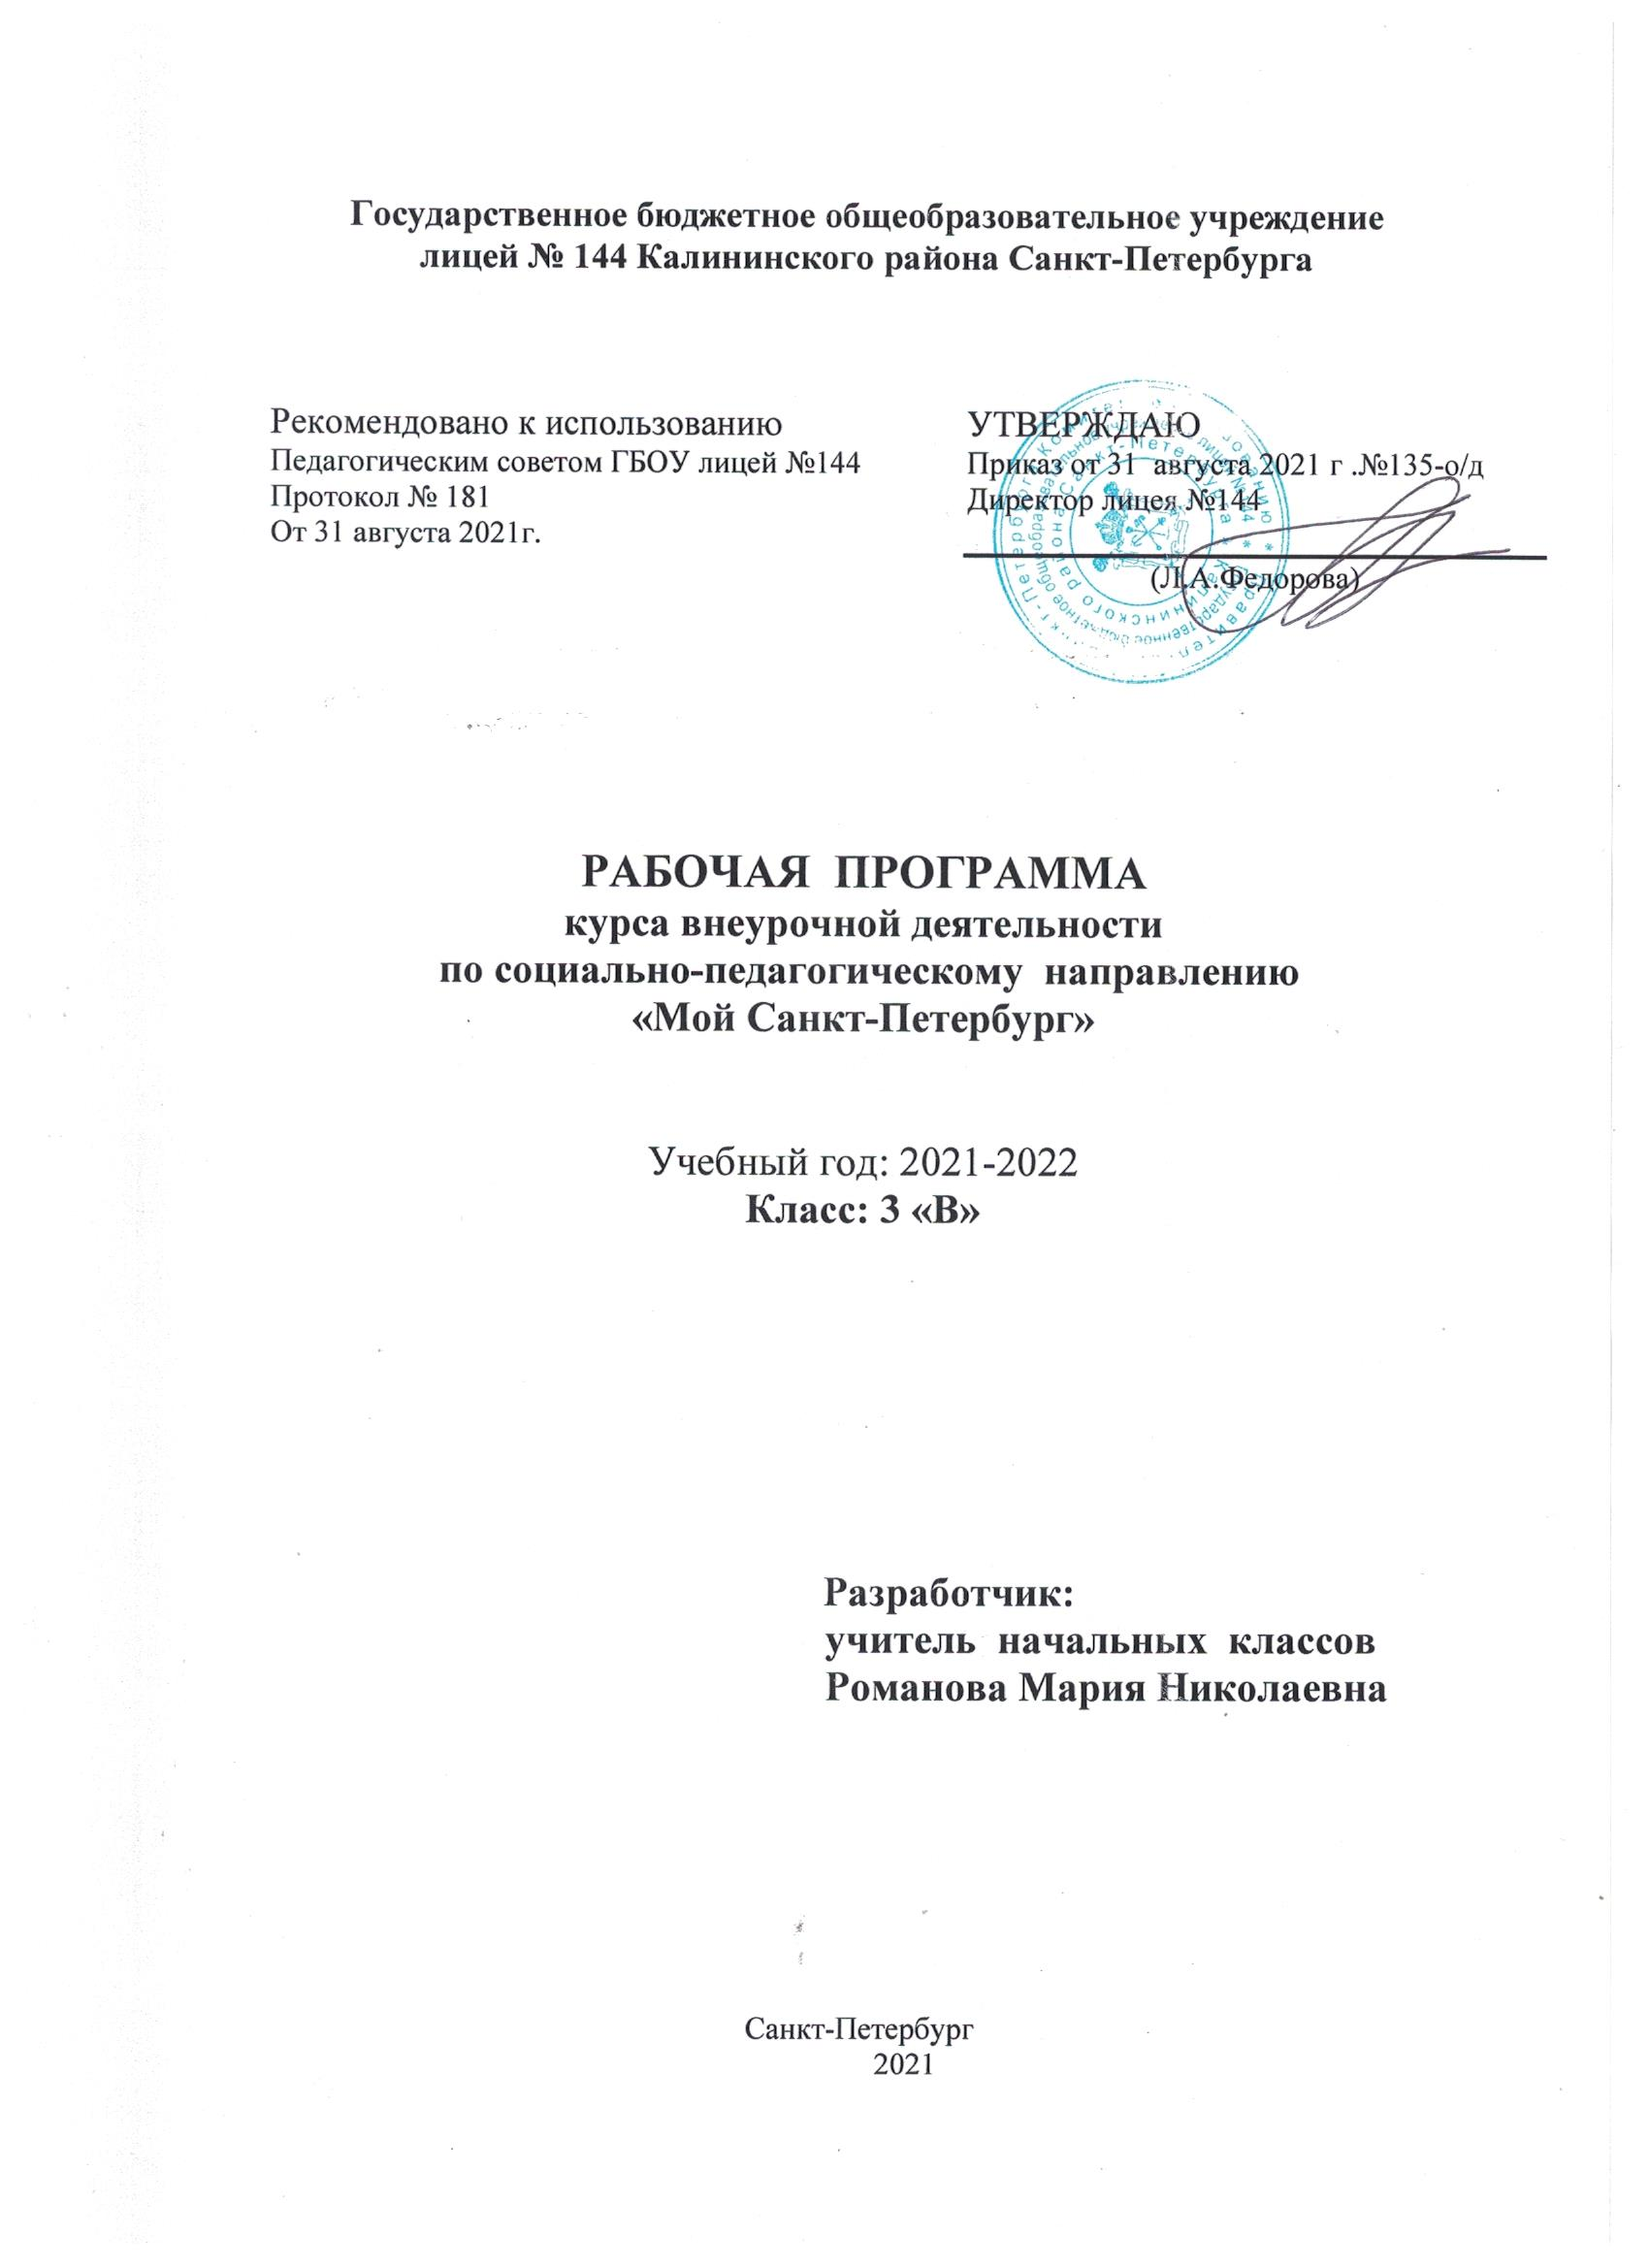 Государственное бюджетное общеобразовательное учреждение
лицей № 144 Калининского района Санкт-Петербурга
Рекомендовано к использованию
Педагогическим советом ГБОУ лицей №144
Протокол № 181
От 31 августа 2021г.
УТВЕРЖДАЮ
Приказ от 31 августа 2021 г .№135-о/д
Директор лицея №144
(Л.А.Федорова)
РАБОЧАЯ ПРОГРАММА
курса внеурочной деятельности
по социально-педагогическому направлению
«Мой Санкт-Петербург»
Учебный год: 2021-2022
Класс: 3 «В»
Разработчик:
учитель начальных классов
Романова Мария Николаевна
Санкт-Петербург
2021